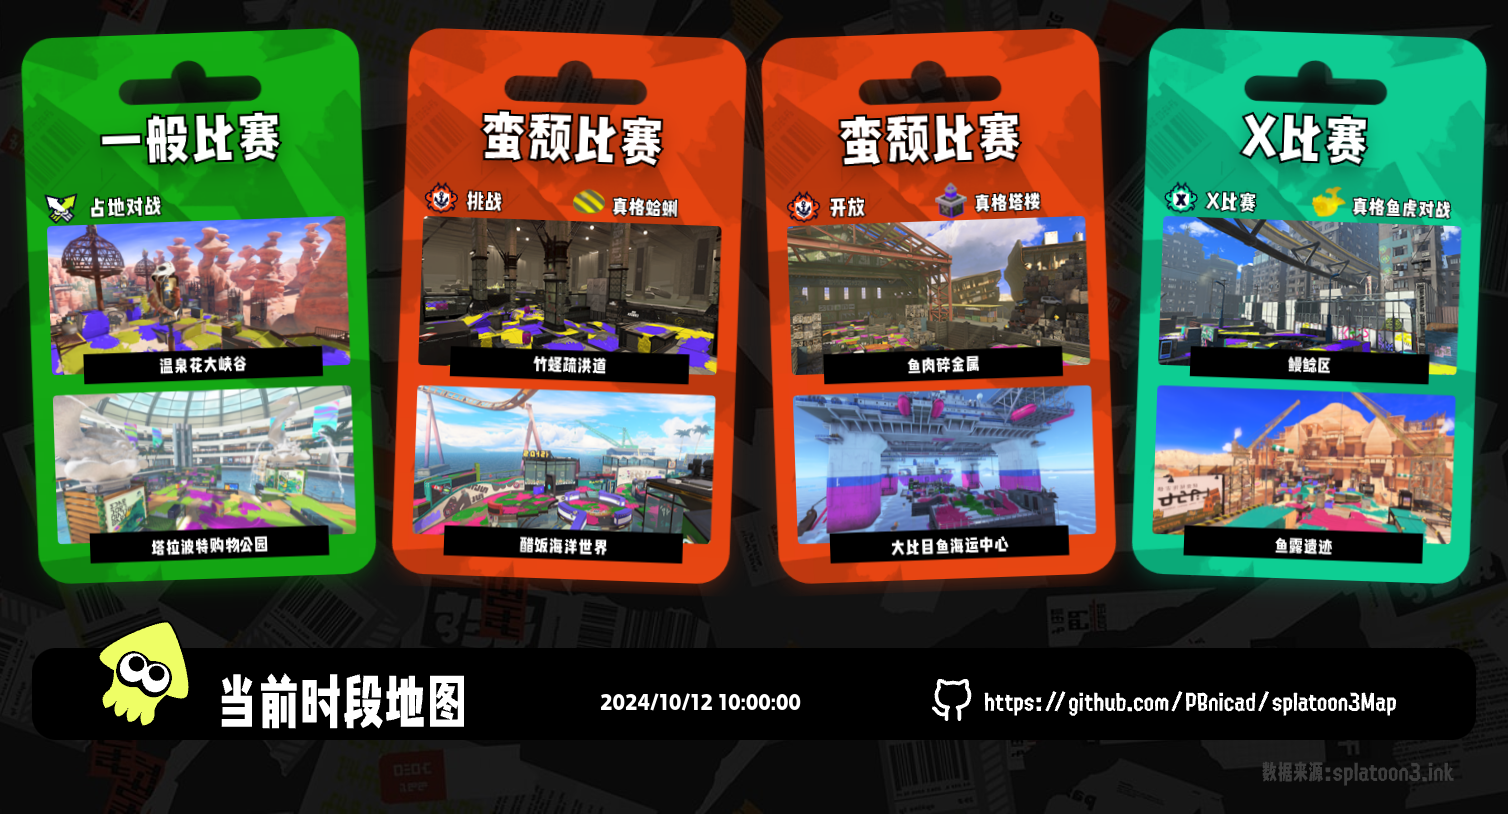 一般比赛
占地对战
温泉花大峡谷
塔拉波特购物公园
蛮颓比赛
挑战
真格蛤蜊
竹蛏疏洪道
醋饭海洋世界
蛮颓比赛
开放
真格塔楼
鱼肉碎金属
大比目鱼海运中心
X比赛
X比赛
真格鱼虎对战
鳗鲶区
鱼露遗迹
当前时段地图
2024/10/12 10:00:00
https://github.com/PBnicad/splatoon3Map
数据来源:splatoon3.ink